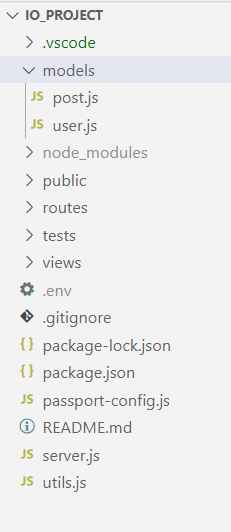 IO_PROJECT
.vscode
models
JS post.js
JS user.js
node_modules
public
routes
tests
views
.env
.gitignore
{} package-lock.json
{} package.json
JS passport-config.js
README.md
JS server.js
JS utils.js